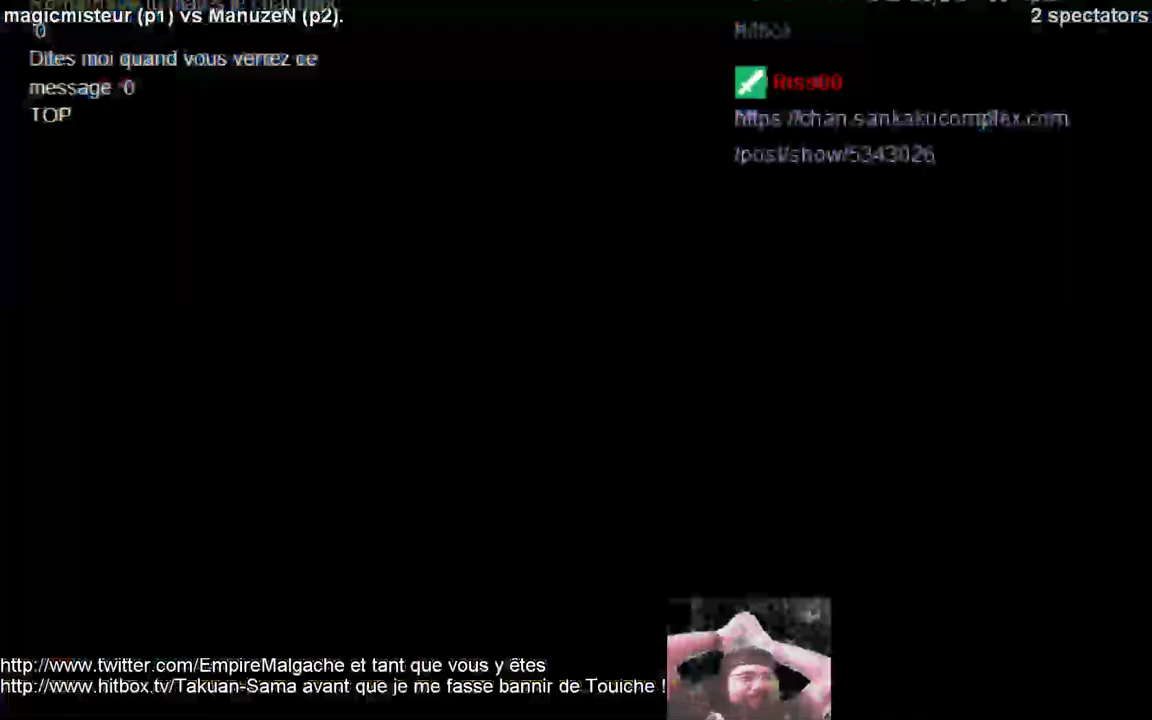 magicmisteur (p1) vs ManuzeN (p2).
2 spectators
0
Dites moi quand vous verrez ce
message 0
TOP
Hitbox
Riss00
https //chan.sankakucomplex.com
/post/show/5343026
http://www.twitter.com/EmpireMalgache et tant que vous y êtes
http://www.hitbox.tv/Takuan-Sama avant que je me fasse bannir de Touiche !